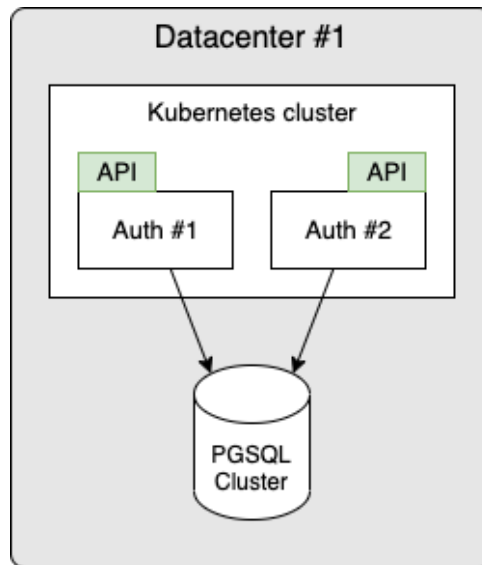 Datacenter #1
Kubernetes cluster
API
API
Auth #1
Auth #2
PGSQL
Cluster